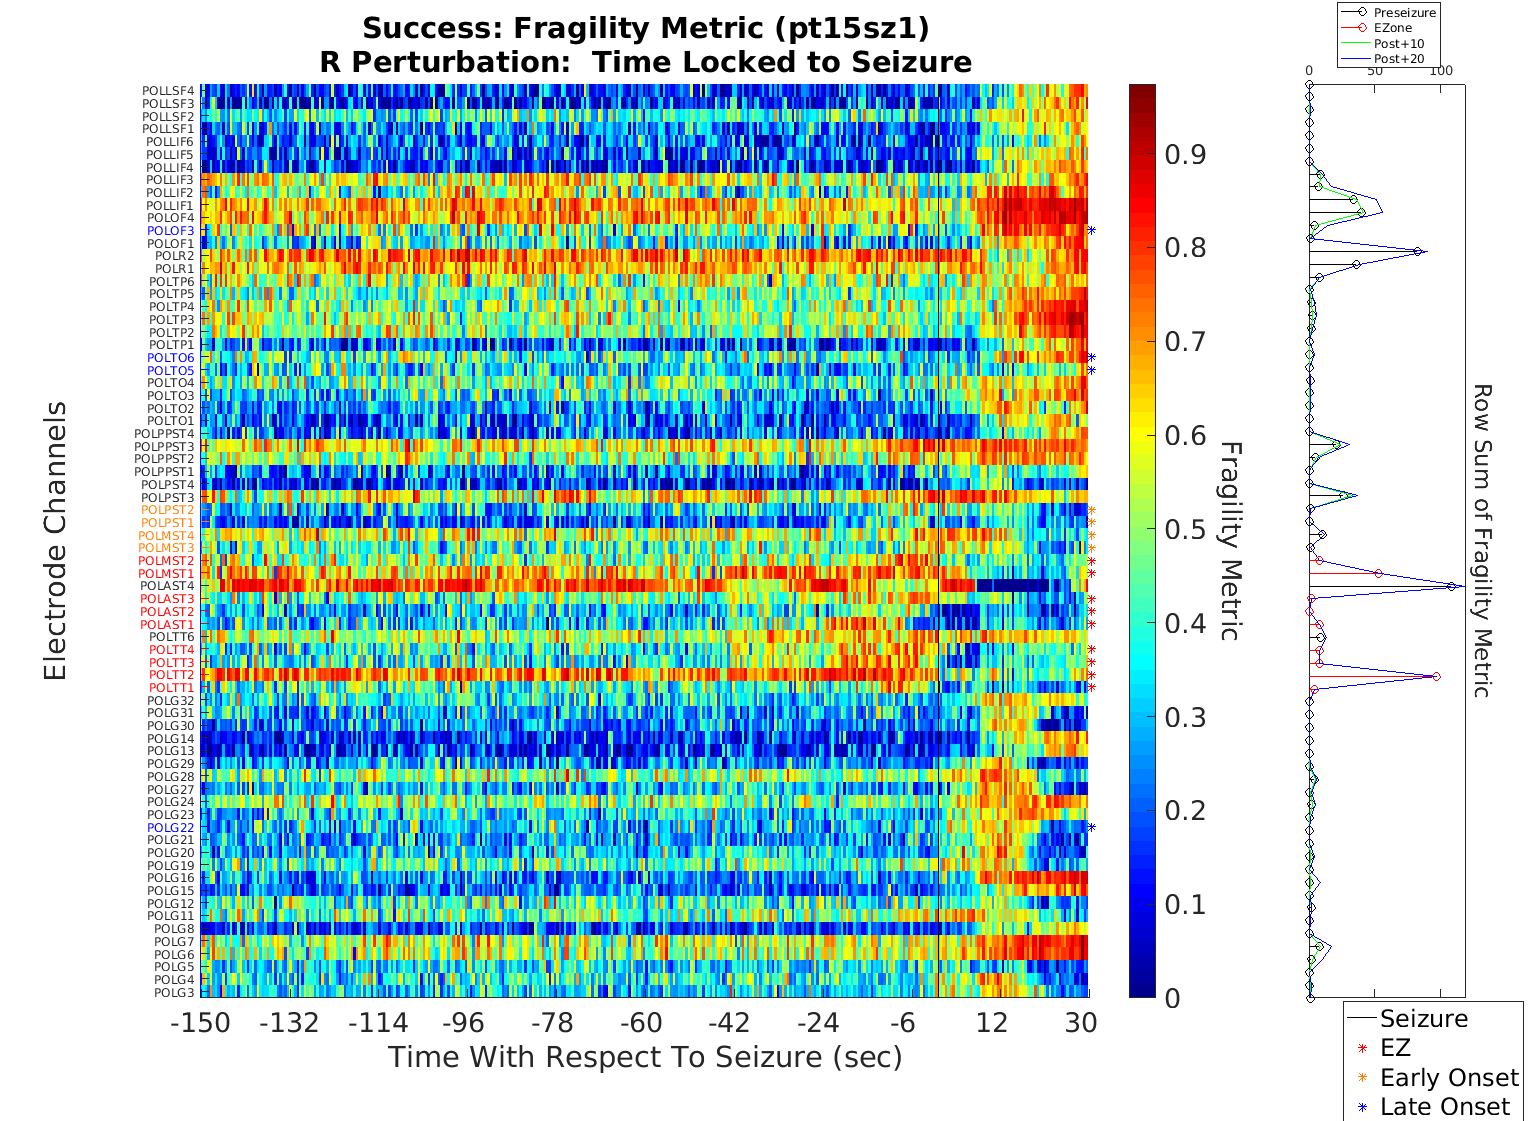 Success: Fragility Metric (pt15sz1)
R Perturbation:  Time Locked to Seizure
Preseizure
EZone
Post+10
Post+20
0 50 100
POLLSF4
POLLSF3
POLLSF2
POLLSF1
POLLIF6
POLLIF5
POLLIF4
POLLIF3
POLLIF2
POLLIF1
POLOF4
POLOF3
POLOF1
POLR2
POLR1
POLTP6
POLTP5
POLTP4
POLTP3
POLTP2
POLTP1
POLTO6
POLTO5
POLTO4
POLTO3
POLTO2
POLTO1
POLPPST4
POLPPST3
POLPPST2
POLPPST1
POLPST4
POLPST3
POLPST2
POLPST1
POLMST4
POLMST3
POLMST2
POLMST1
POLAST4
POLAST3
POLAST2
POLAST1
POLTT6
POLTT4
POLTT3
POLTT2
POLTT1
POLG32
POLG31
POLG30
POLG14
POLG13
POLG29
POLG28
POLG27
POLG24
POLG23
POLG22
POLG21
POLG20
POLG19
POLG16
POLG15
POLG12
POLG11
POLG8
POLG7
POLG6
POLG5
POLG4
POLG3
Electrode Channels
-150 -132 -114 -96 -78 -60 -42 -24 -6 12 30
Time With Respect To Seizure (sec)
0.9
0.8
0.7
0.6
0.5
0.4
0.3
0.2
0.1
0
Fragility Metric
Row Sum of Fragility Metric
Seizure
EZ
Early Onset
Late Onset